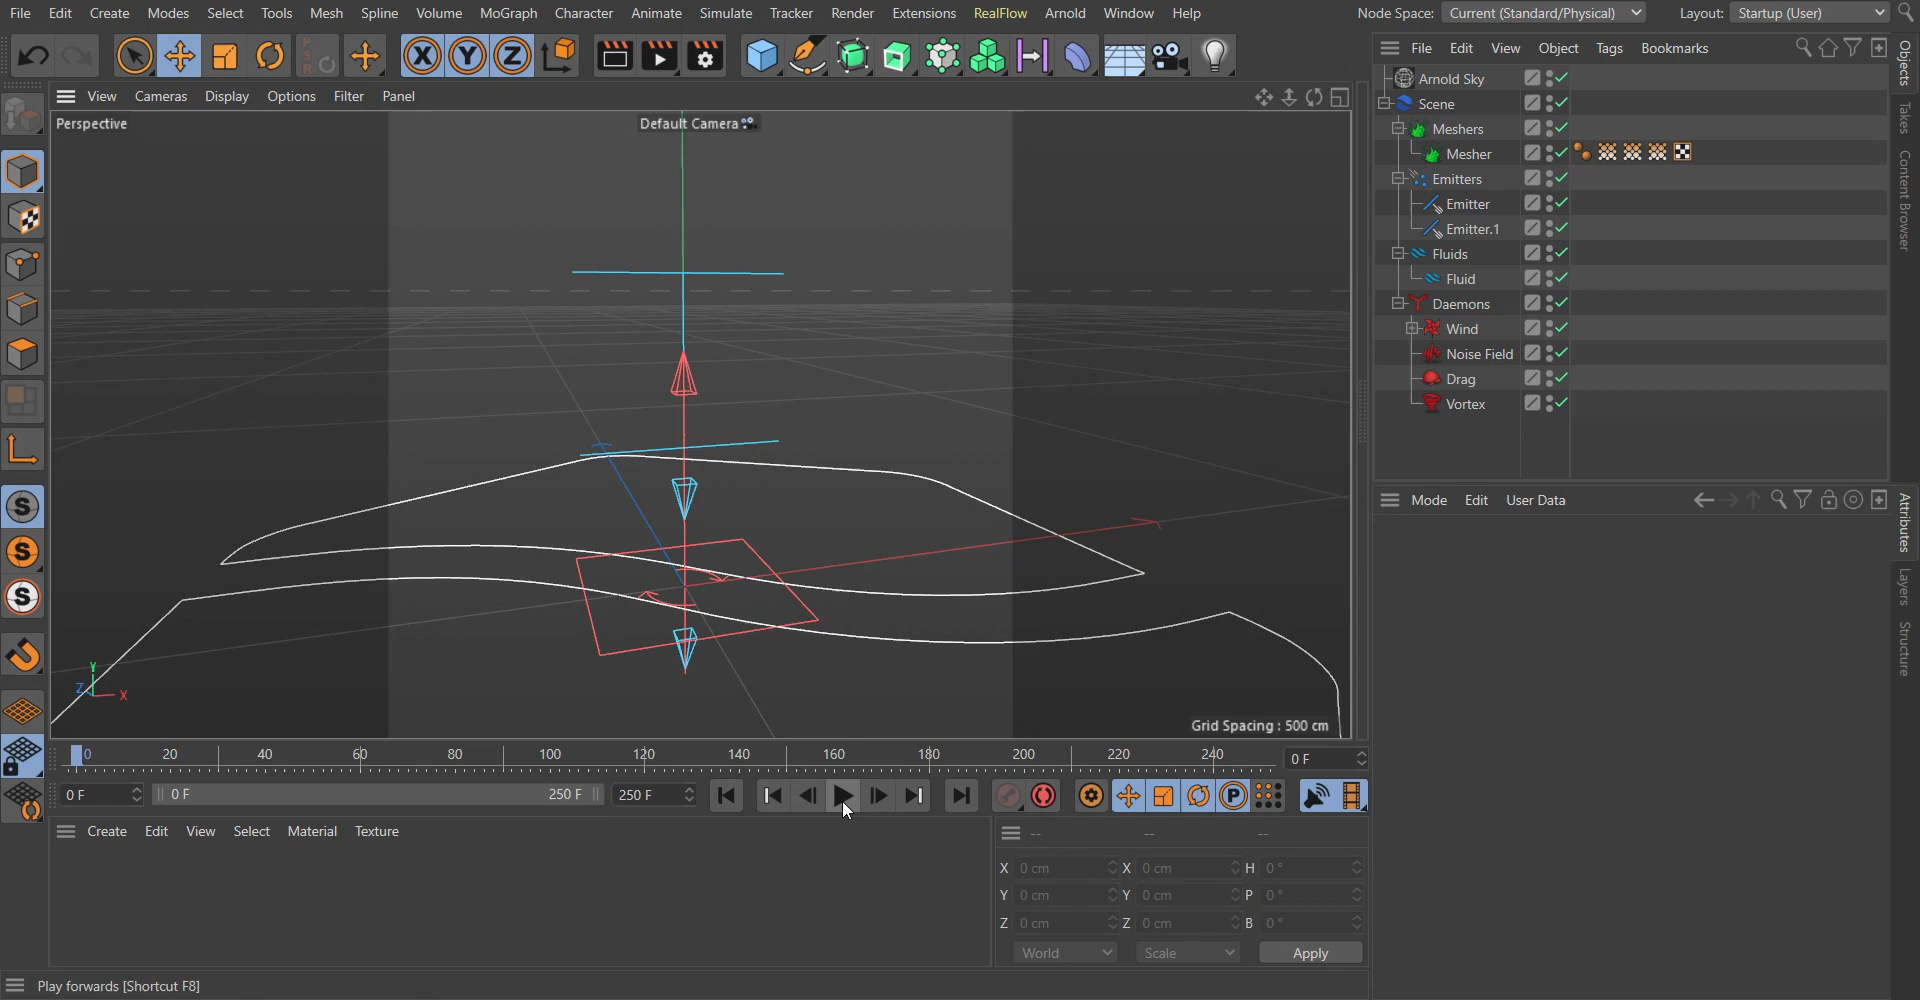 File Edit Create Modes Select Tools Mesh Spline Volume MoGraph Character Animate Simulate Tracker Render Extensions RealFlow Arnold Window Help Node Space: Current (Standard/Physical) Layout: Startup (User)
X Y Z
File Edit View Object Tags Bookmarks
Objects
Takes
Content Browser
View Cameras Display Options Filter Panel
Perspective
Default Camera
Arnold Sky
Scene
Meshers
Mesher
Emitters
Emitter
Emitter.1
Fluids
Fluid
Daemons
Wind
Noise Field
Drag
Vortex
Mode Edit User Data
Attributes
Layers
Structure
S
S
S
Y
Z X
Grid Spacing : 500 cm
0 20 40 60 80 100 120 140 160 180 200 220 240 0 F
0 F 0 F 250 F 250 F P
Create Edit View Select Material Texture
-- -- --
X 0 cm X 0 cm H 0 °
Y 0 cm Y 0 cm P 0 °
Z 0 cm Z 0 cm B 0 °
World Scale Apply
Play forwards [Shortcut F8]